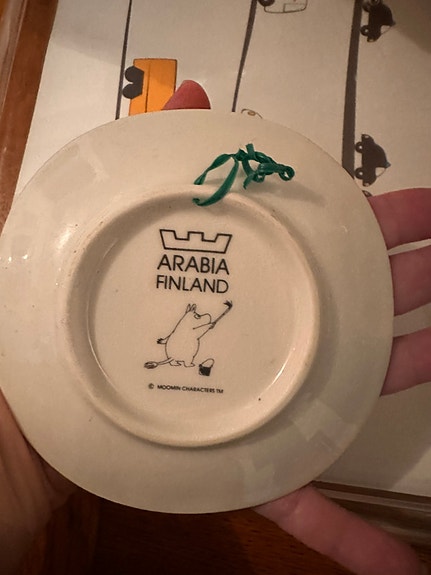 ARABIA
FINLAND
© MOOMIN CHARACTERS TM